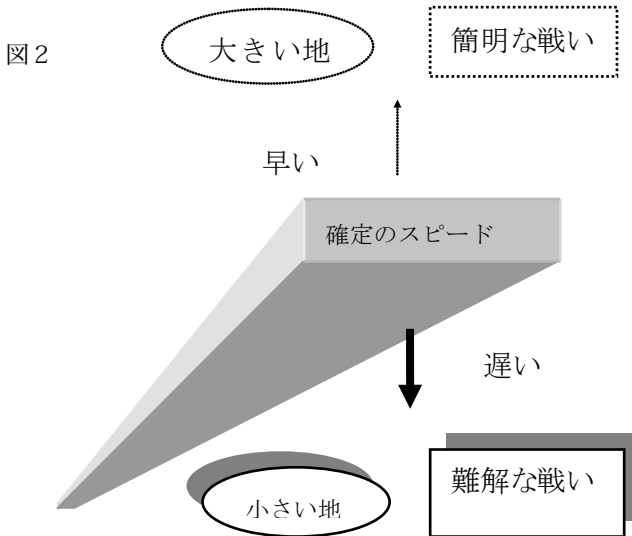 図２
大きい地
簡明な戦い
早い
確定のスピード
遅い
小さい地
難解な戦い